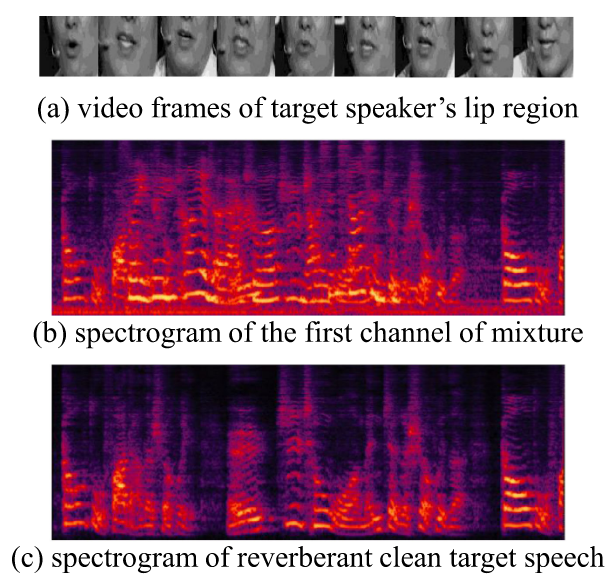 (a) video frames of target speaker's lip region
(b) spectrogram of the first channel of mixture
(c) spectrogram of reverberant clean target speech